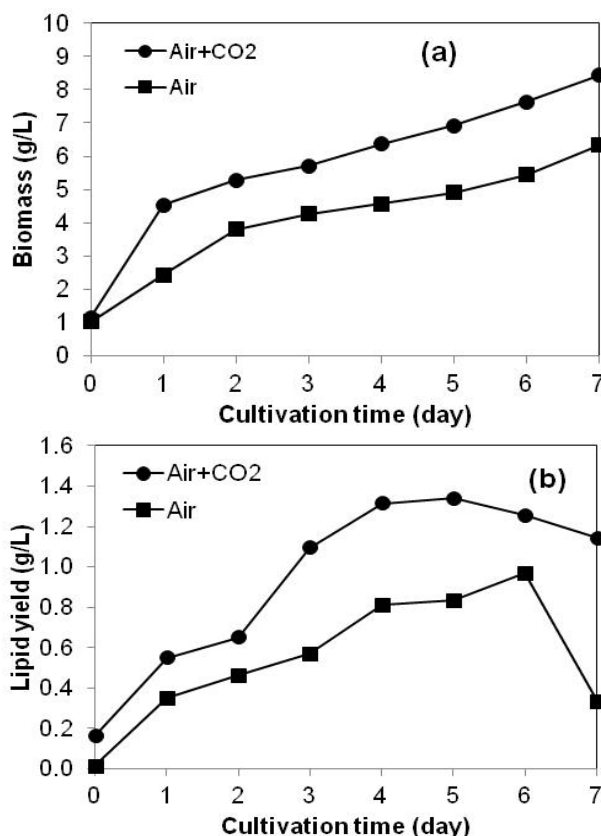 10
9
8
7
6
5
4
3
2
1
0
Biomass (g/L)
Air+CO2
Air
(a)
0 1 2 3 4 5 6 7
Cultivation time (day)
1.6
1.4
1.2
1.0
0.8
0.6
0.4
0.2
0.0
Lipid yield (g/L)
Air+CO2
Air
(b)
0 1 2 3 4 5 6 7
Cultivation time (day)